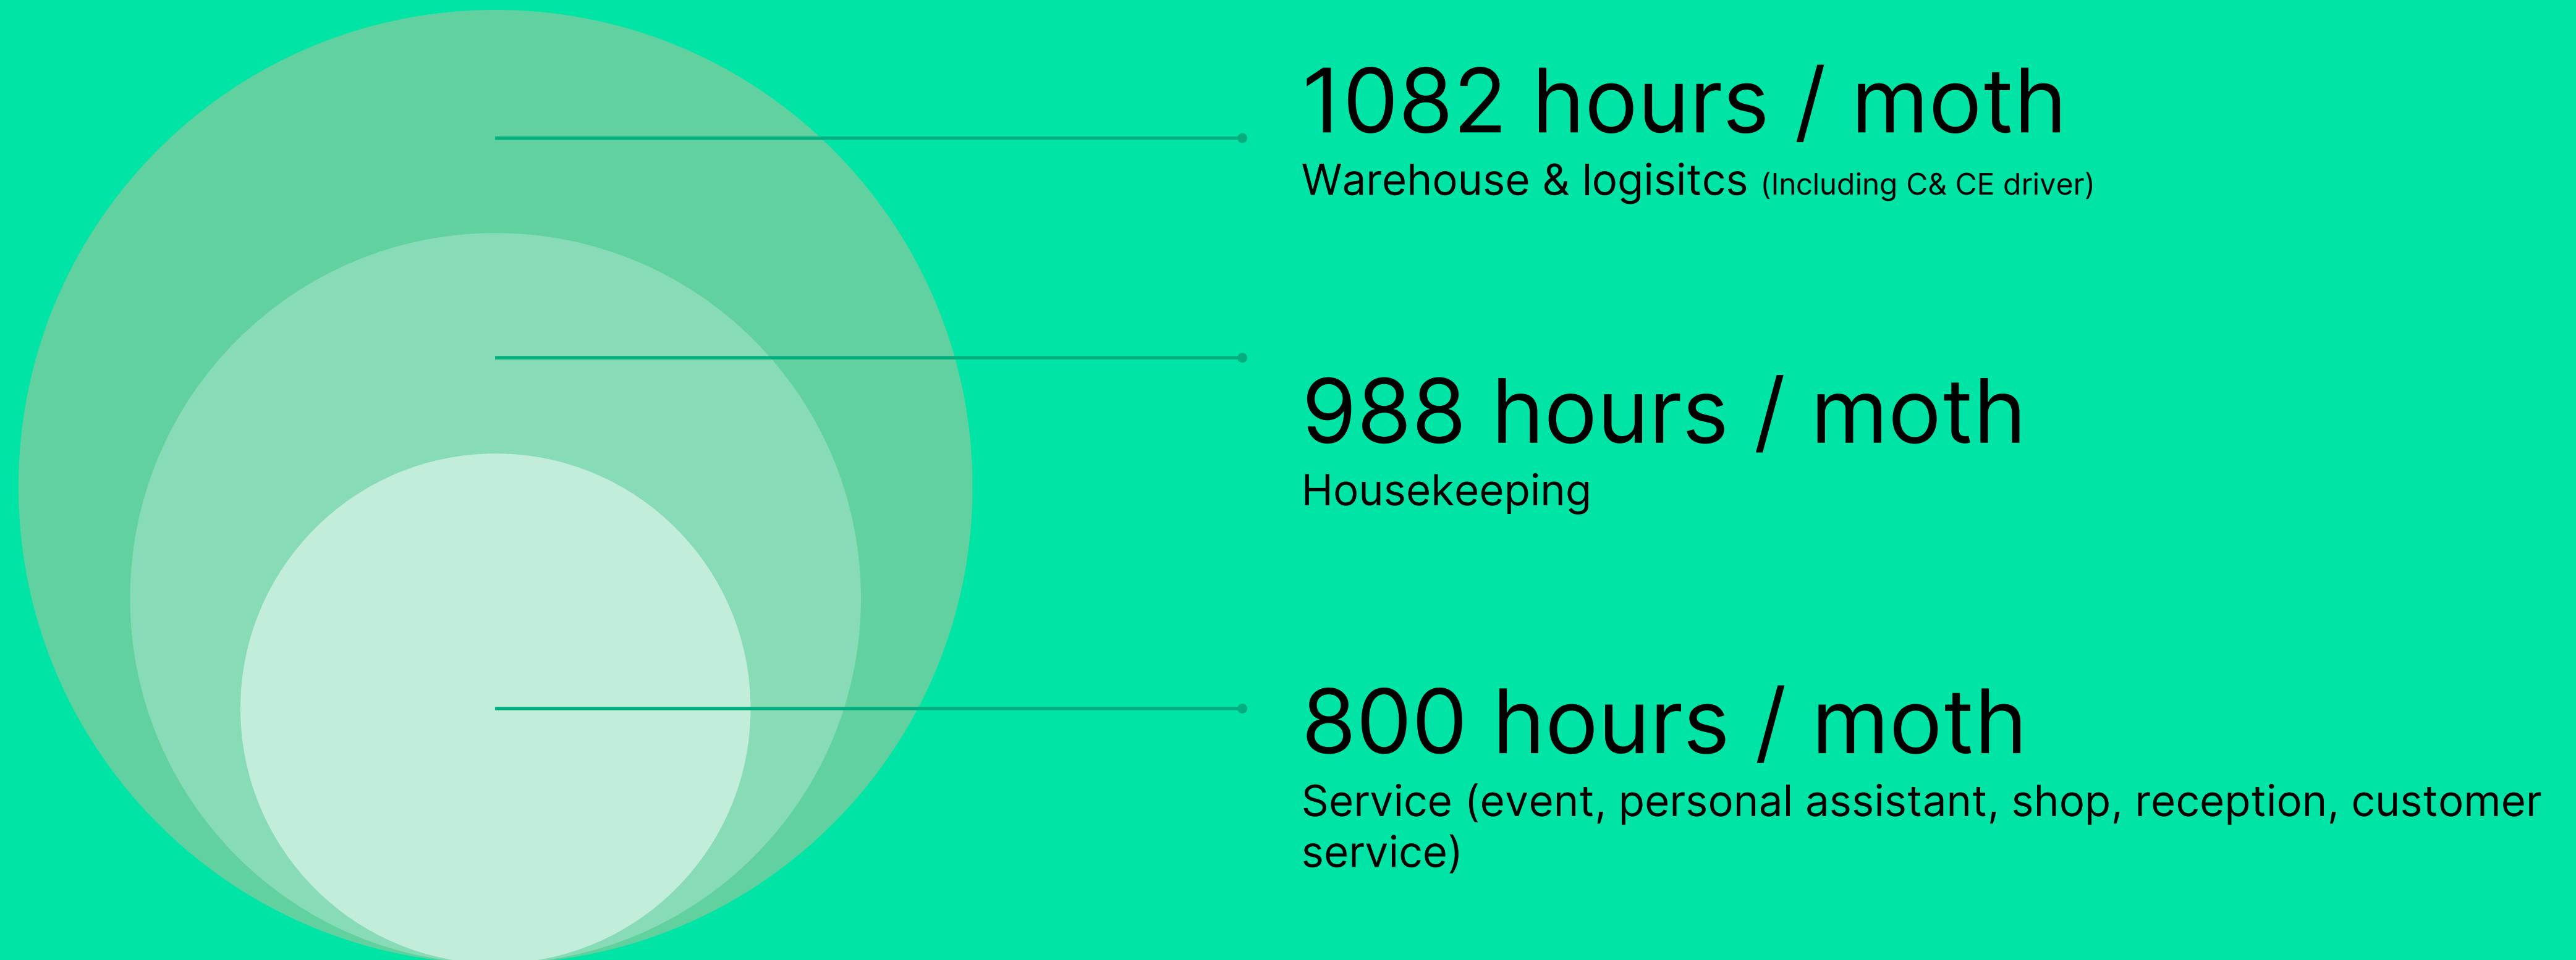 1082 hours / moth
Warehouse & logisitcs (Including C& CE driver)
988 hours / moth
Housekeeping
800 hours / moth
Service (event, personal assistant, shop, reception, customer
service)